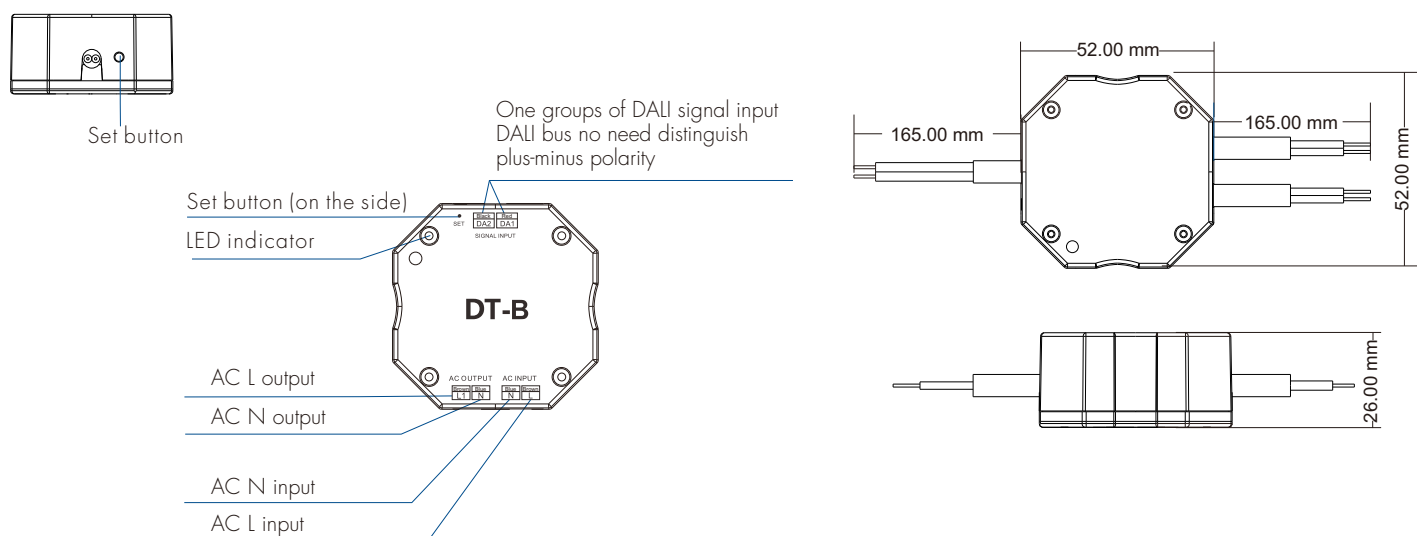 Set button
One groups of DALI signal input
DALI bus no need distinguish
plus-minus polarity
Set button (on the side)
LED indicator
SET
Black Red
DA2 DA1
SIGNAL INPUT
DT-B
AC OUTPUT AC INPUT
Brown Blue Blue Brown
L1 N N L
AC L output
AC N output
AC N input
AC L input
52.00 mm
165.00 mm
165.00 mm
52.00 mm
26.00 mm